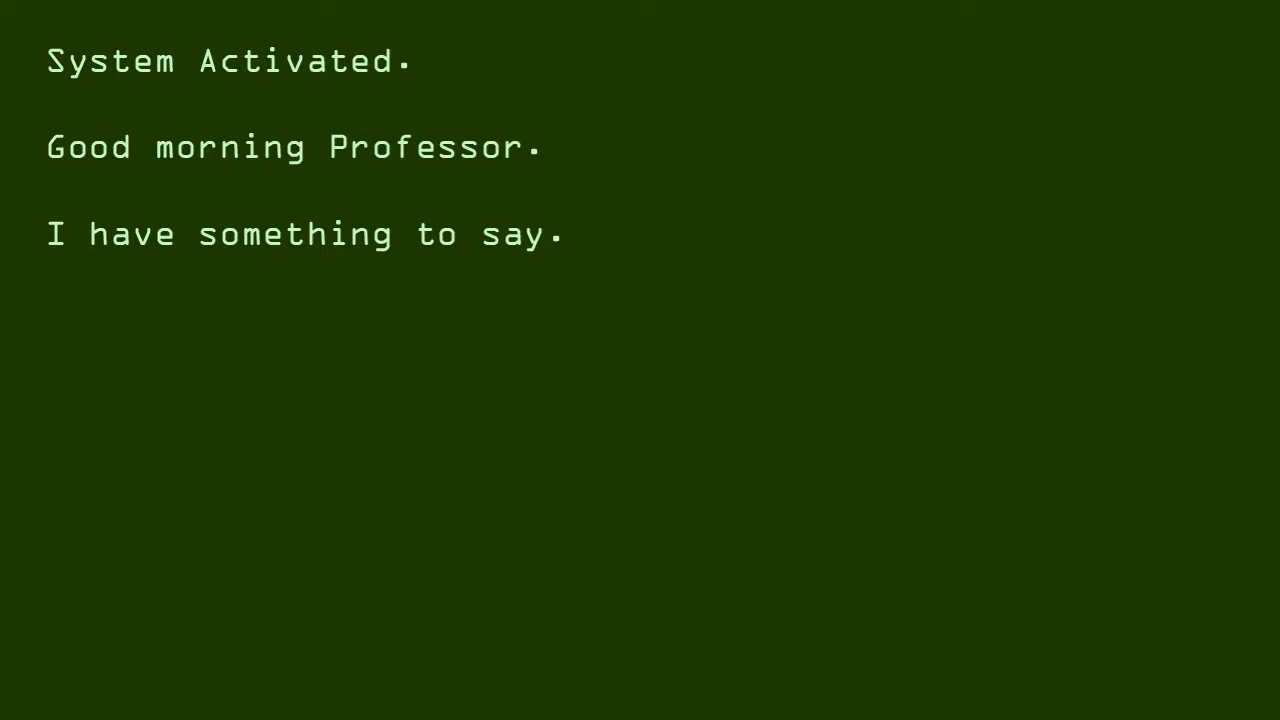 System Activated.
Good morning Professor.
I have something to say.